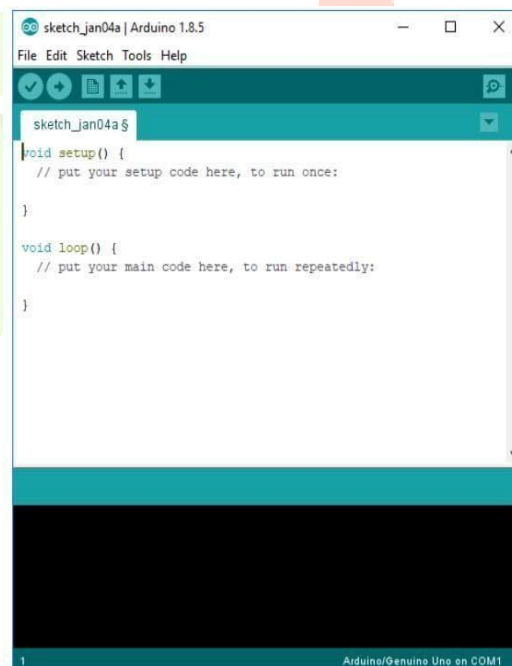 sketch_jan04a | Arduino 1.8.5
File Edit Sketch Tools Help
sketch_jan04a §
void setup() {
// put your setup code here, to run once:
}
void loop() {
// put your main code here, to run repeatedly:
}
1
Arduino/Genuino Uno on COM1